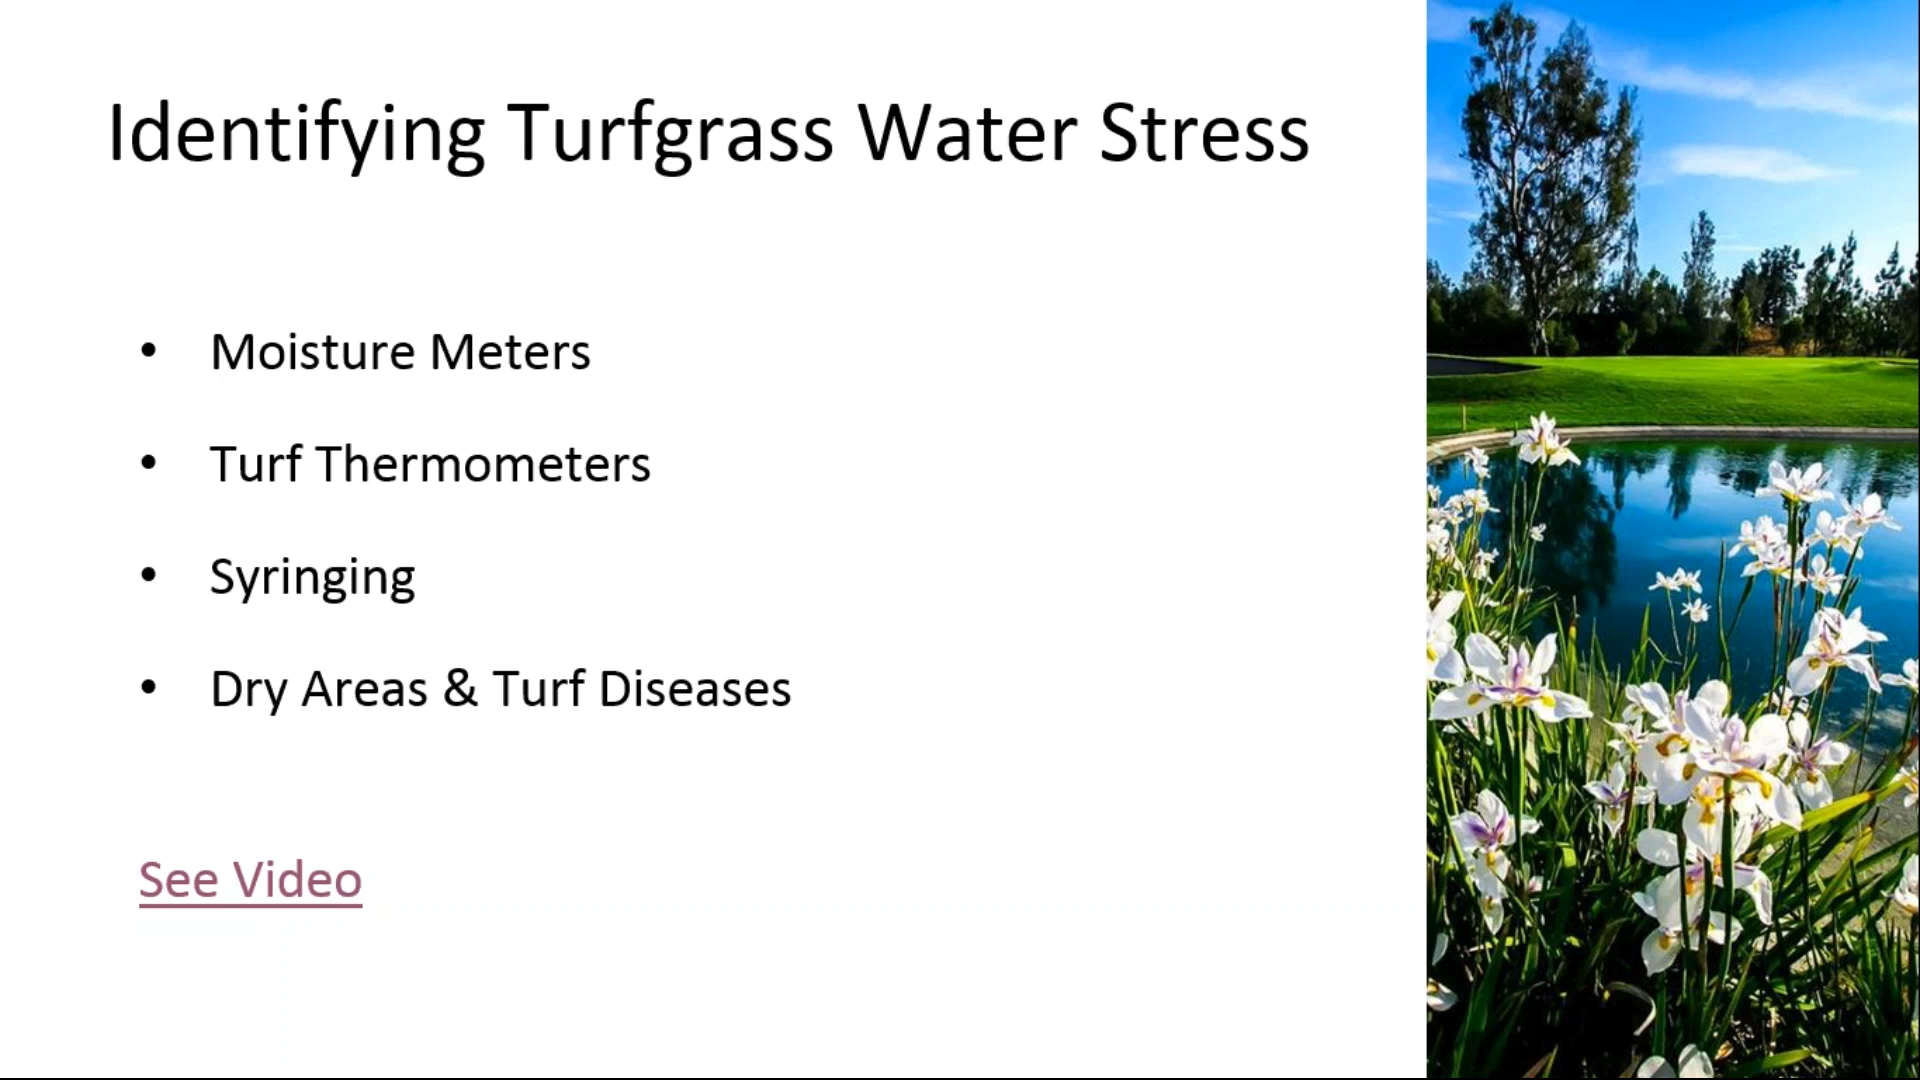 Identifying Turfgrass Water Stress
• Moisture Meters
• Turf Thermometers
• Syringing
• Dry Areas & Turf Diseases
See Video